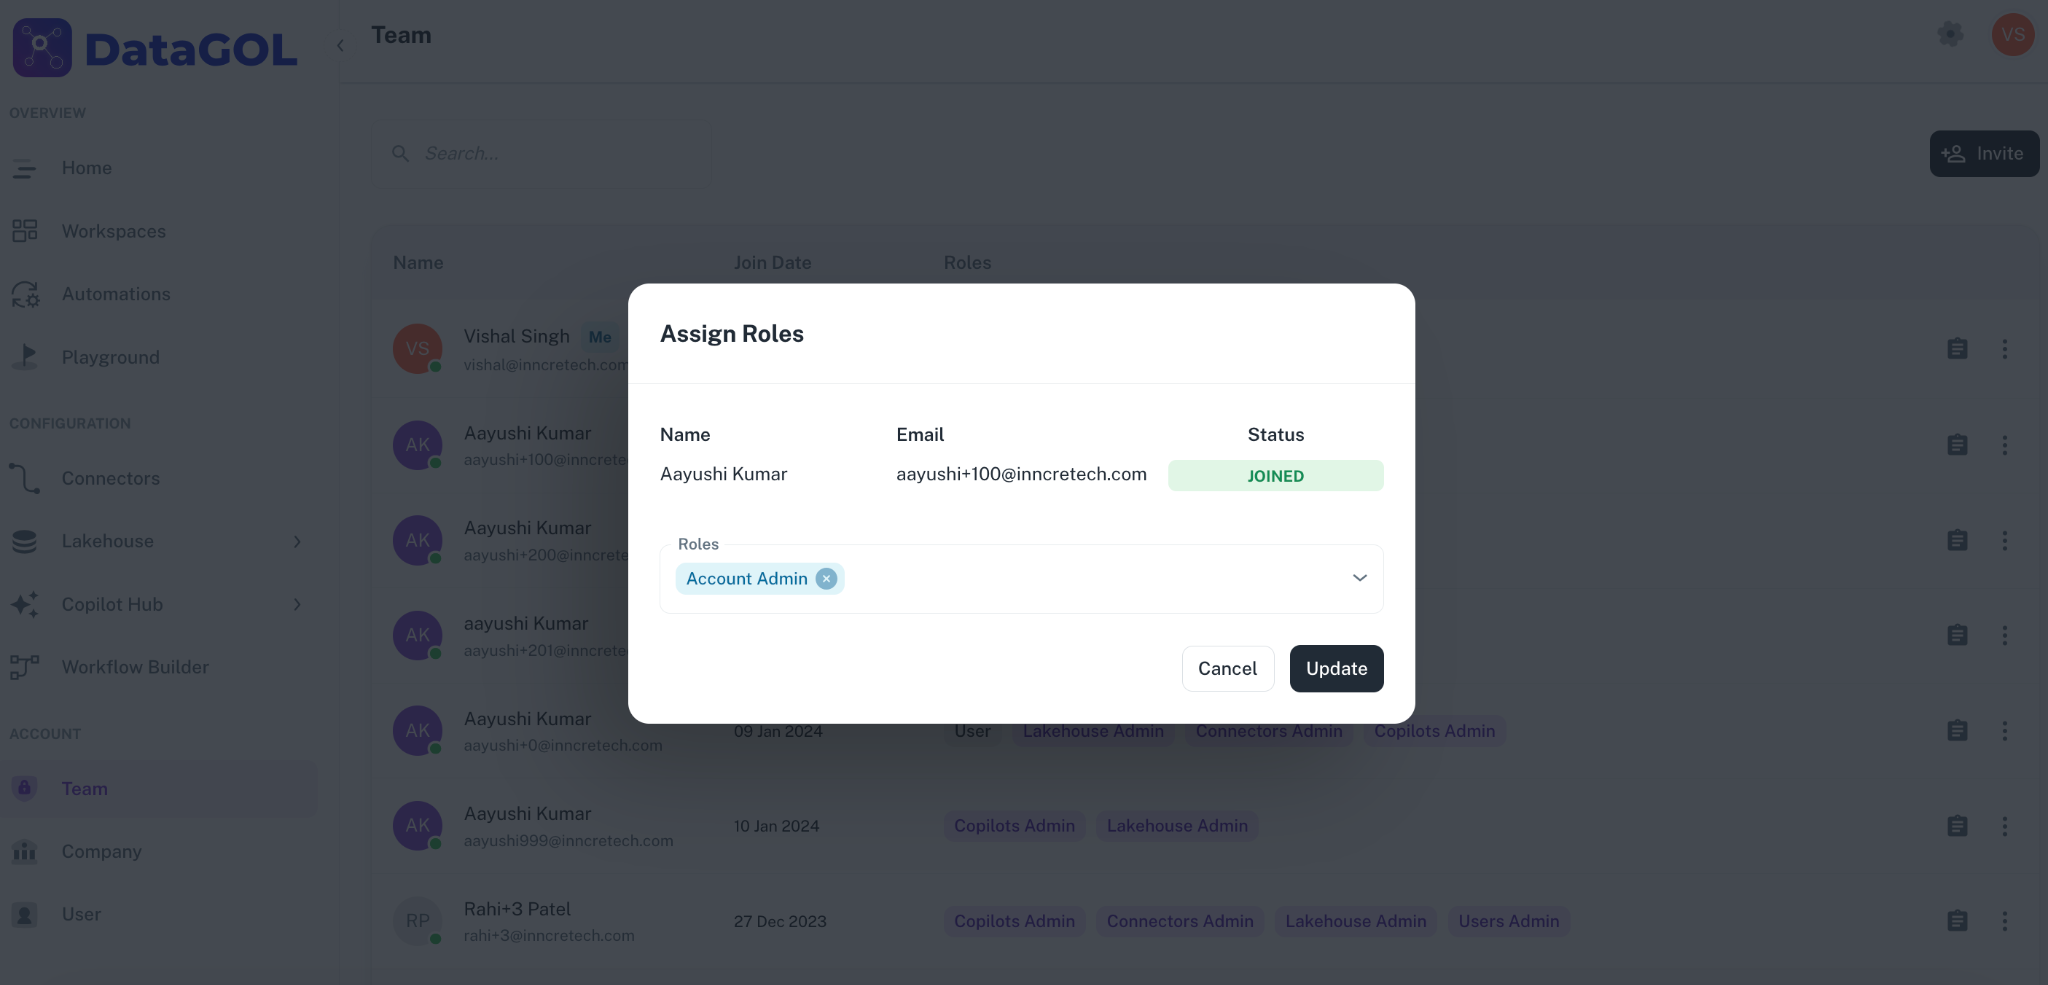 DataGOL
Team
VS
OVERVIEW
Home
Workspaces
Automations
Playground
CONFIGURATION
Connectors
Lakehouse
Copilot Hub
Workflow Builder
ACCOUNT
Team
Company
User
Search...
Invite
Name Join Date Roles
VS Vishal Singh Me
vishal@inncretech.com
AK Aayushi Kumar
aayushi+100@inncrete
AK Aayushi Kumar
aayushi+200@inncrete
AK aayushi Kumar
aayushi+201@inncrete
AK Aayushi Kumar
aayushi+0@inncretech.com
09 Jan 2024 User Lakehouse Admin Connectors Admin Copilots Admin
AK Aayushi Kumar
aayushi999@inncretech.com
10 Jan 2024 Copilots Admin Lakehouse Admin
RP Rahi+3 Patel
rahi+3@inncretech.com
27 Dec 2023 Copilots Admin Connectors Admin Lakehouse Admin Users Admin
Assign Roles
Name Email Status
Aayushi Kumar aayushi+100@inncretech.com JOINED
Roles
Account Admin
Cancel Update